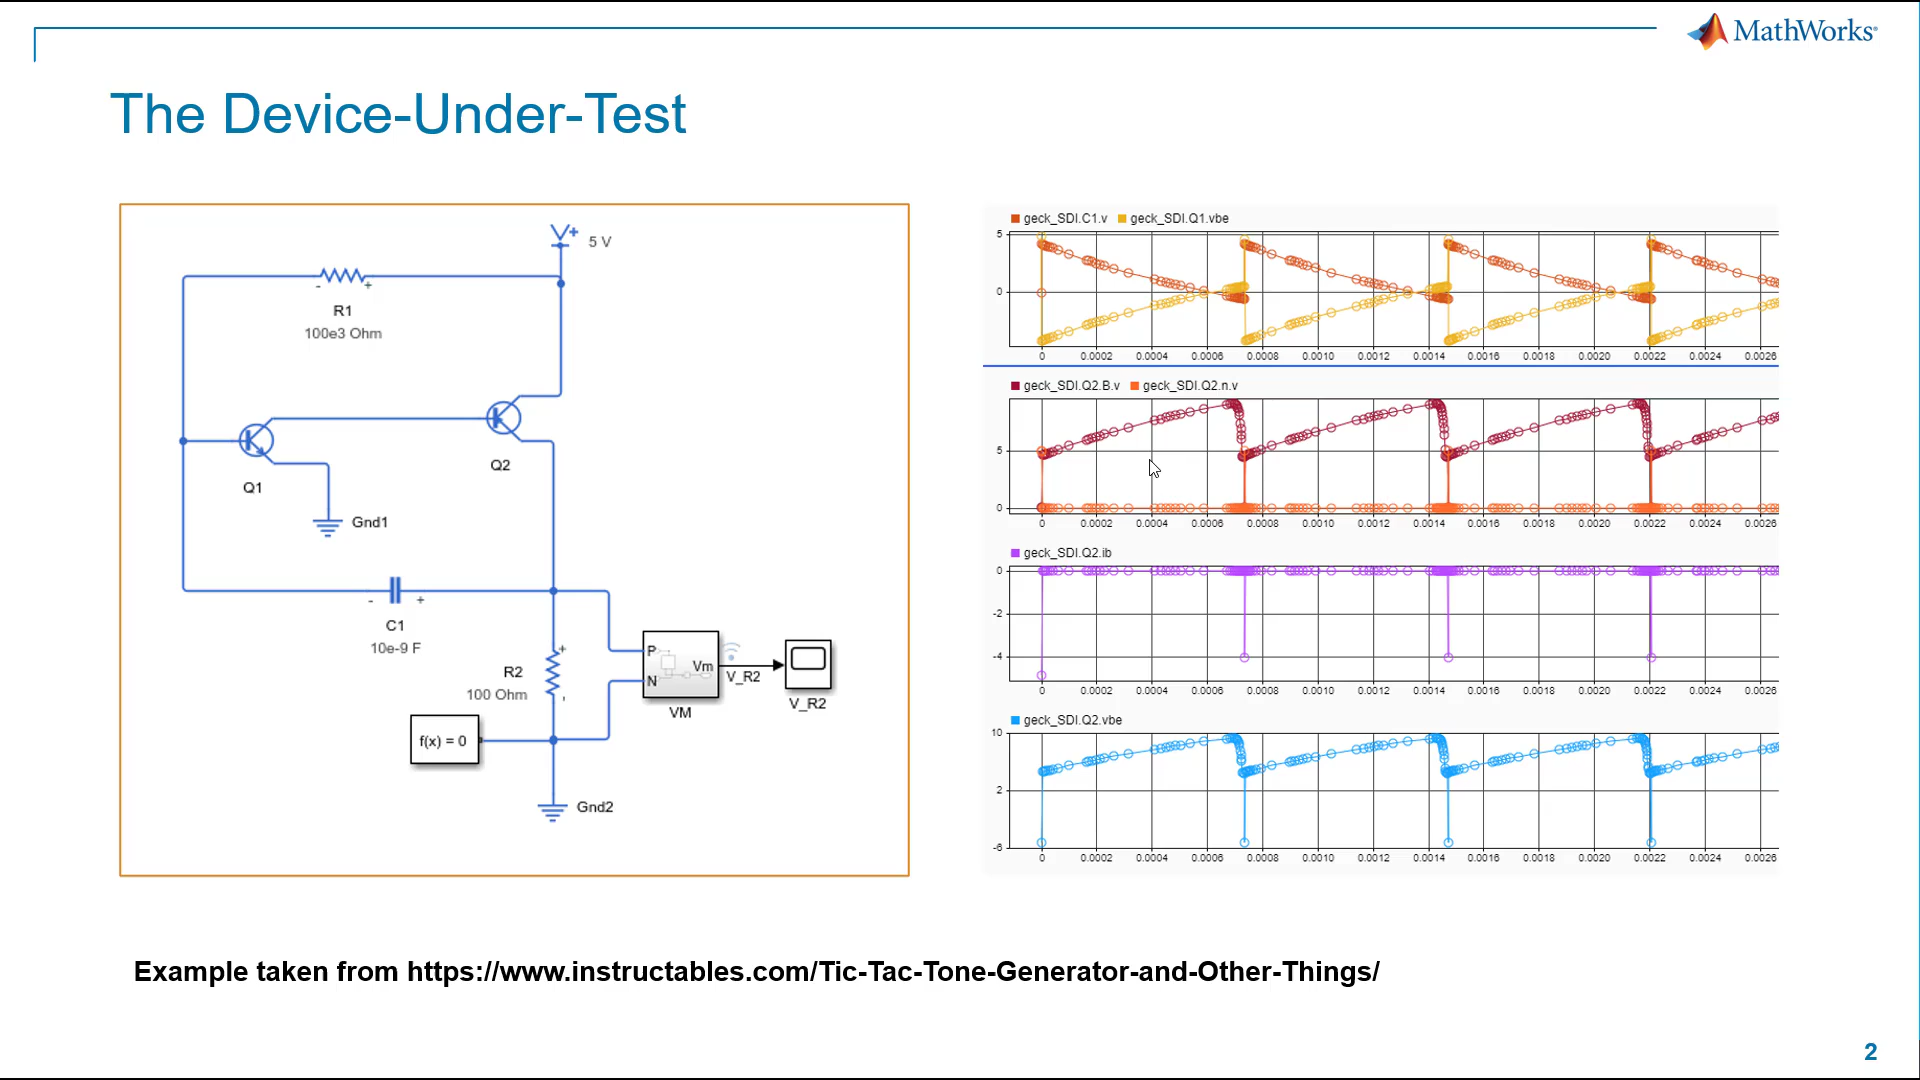 MathWorks®
The Device-Under-Test
5 V
- +
R1
100e3 Ohm
Q2
Q1
Gnd1
- +
C1
10e-9 F
+
R2
100 Ohm
P
N
Vm
VM
V_R2
V_R2
f(x) = 0
Gnd2
geck_SDI.C1.v geck_SDI.Q1.vbe
5
0
0 0.0002 0.0004 0.0006 0.0008 0.0010 0.0012 0.0014 0.0016 0.0018 0.0020 0.0022 0.0024 0.0026
geck_SDI.Q2.B.v geck_SDI.Q2.n.v
5
0
0 0.0002 0.0004 0.0006 0.0008 0.0010 0.0012 0.0014 0.0016 0.0018 0.0020 0.0022 0.0024 0.0026
geck_SDI.Q2.ib
0
-2
-4
0 0.0002 0.0004 0.0006 0.0008 0.0010 0.0012 0.0014 0.0016 0.0018 0.0020 0.0022 0.0024 0.0026
geck_SDI.Q2.vbe
10
2
-6
0 0.0002 0.0004 0.0006 0.0008 0.0010 0.0012 0.0014 0.0016 0.0018 0.0020 0.0022 0.0024 0.0026
Example taken from https://www.instructables.com/Tic-Tac-Tone-Generator-and-Other-Things/
2